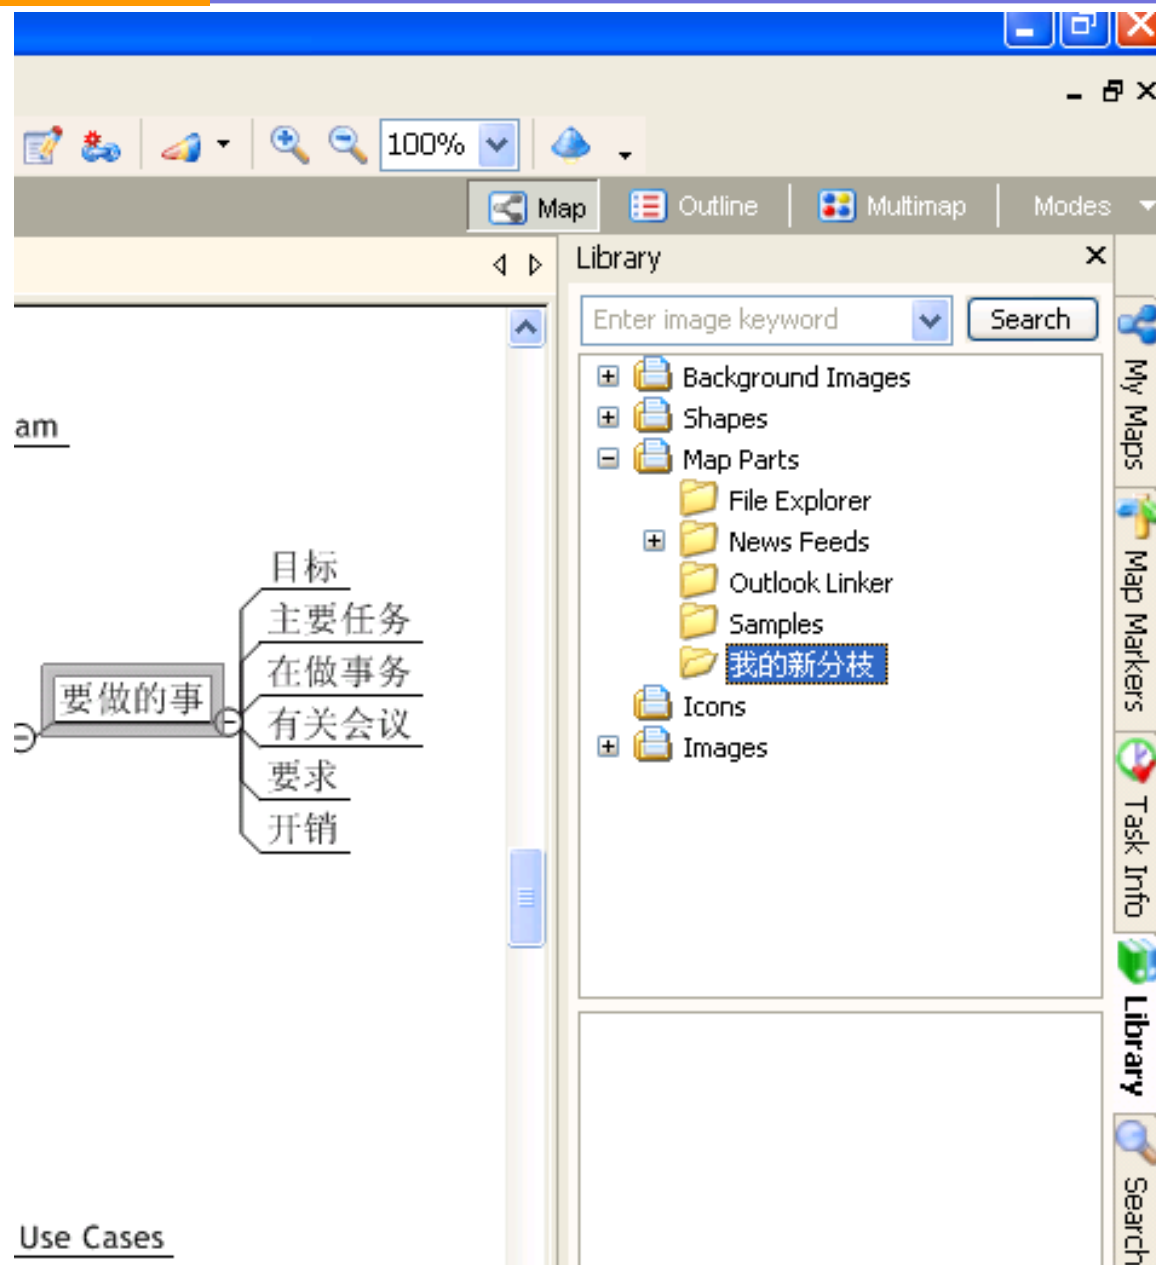 100%
Map Outline Multimap Modes
Library
Enter image keyword Search
Background Images
Shapes
Map Parts
File Explorer
News Feeds
Outlook Linker
Samples
我的新分枝
Icons
Images
am
要做的事
目标
主要任务
在做事务
有关会议
要求
开销
Use Cases
My Maps
Map Markers
Task Info
Library
Search